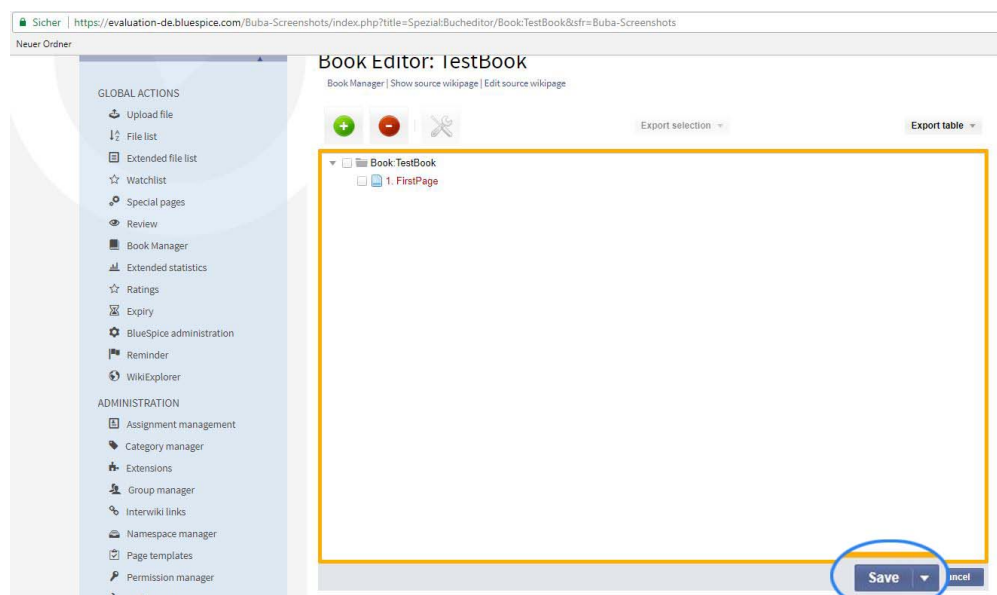 Sicher | https://evaluation-de.bluespice.com/Buba-Screenshots/index.php?title=Spezial:Bucheditor/Book:TestBook&sfr=Buba-Screenshots
Neuer Ordner
Book Editor: TestBook
Book Manager | Show source wikipage | Edit source wikipage
Export selection
Export table
Book:TestBook
1. FirstPage
Save
GLOBAL ACTIONS
Upload file
File list
Extended file list
Watchlist
Special pages
Review
Book Manager
Extended statistics
Ratings
Expiry
BlueSpice administration
Reminder
WikiExplorer
ADMINISTRATION
Assignment management
Category manager
Extensions
Group manager
Interwiki links
Namespace manager
Page templates
Permission manager